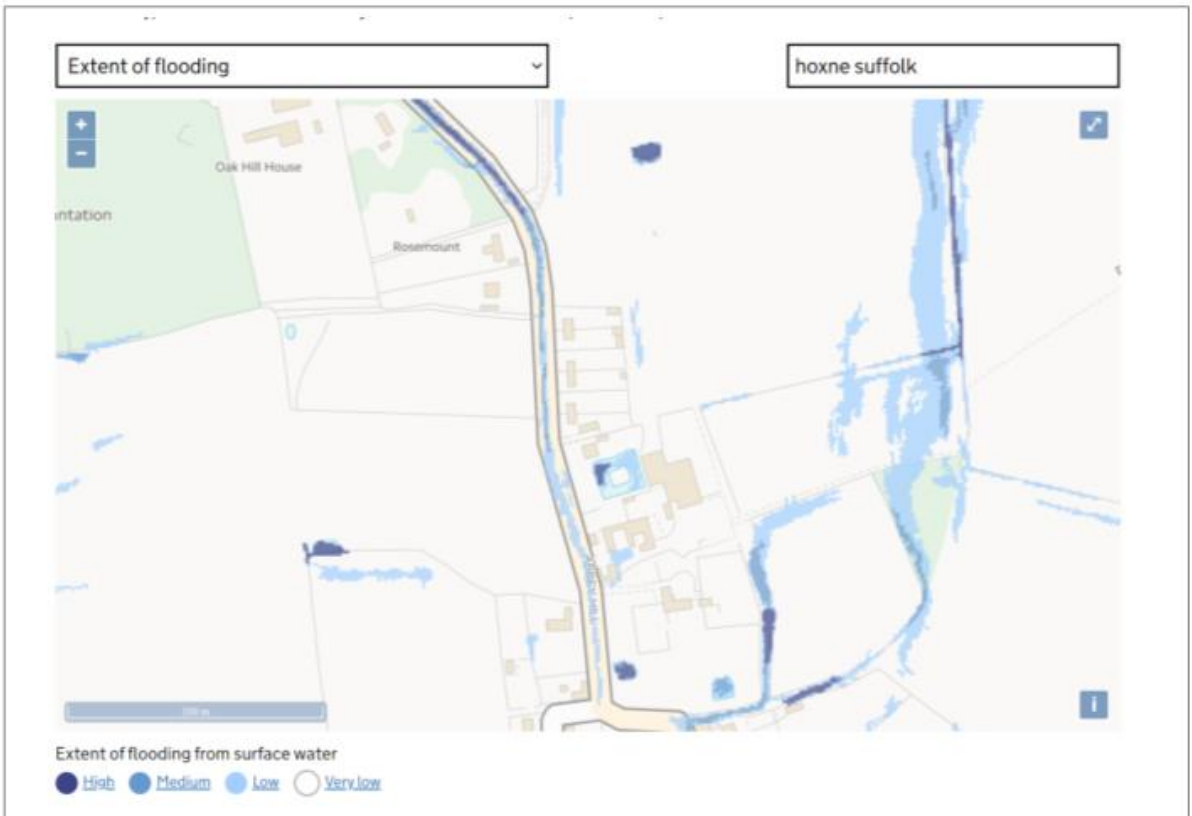 Extent of flooding
hoxne suffolk
+
−
Oak Hill House
ntation
Rosemount
i
Extent of flooding from surface water
High Medium Low Very low